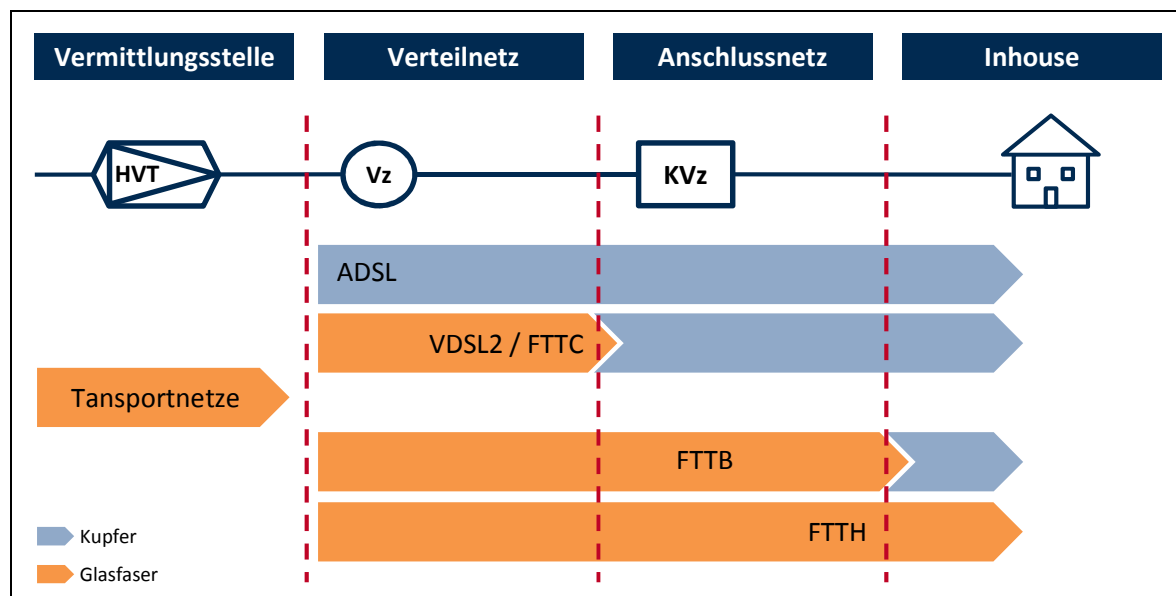 Vermittlungsstelle
Verteilnetz
Anschlussnetz
Inhouse
HVT
Vz
KVz
ADSL
VDSL2 / FTTC
Tansportnetze
FTTB
FTTH
Kupfer
Glasfaser